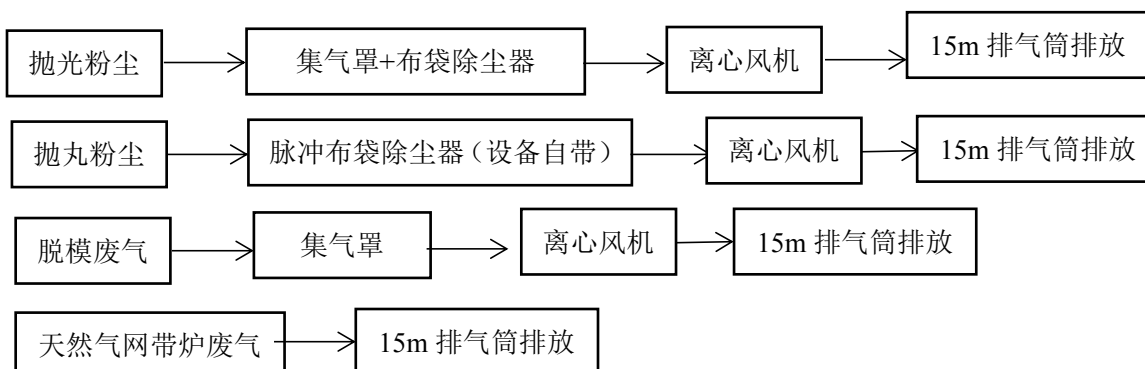 抛光粉尘 集气罩+布袋除尘器 离心风机 15m 排气筒排放
抛丸粉尘 脉冲布袋除尘器（设备自带） 离心风机 15m 排气筒排放
脱模废气 集气罩 离心风机 15m 排气筒排放
天然气网带炉废气 15m 排气筒排放